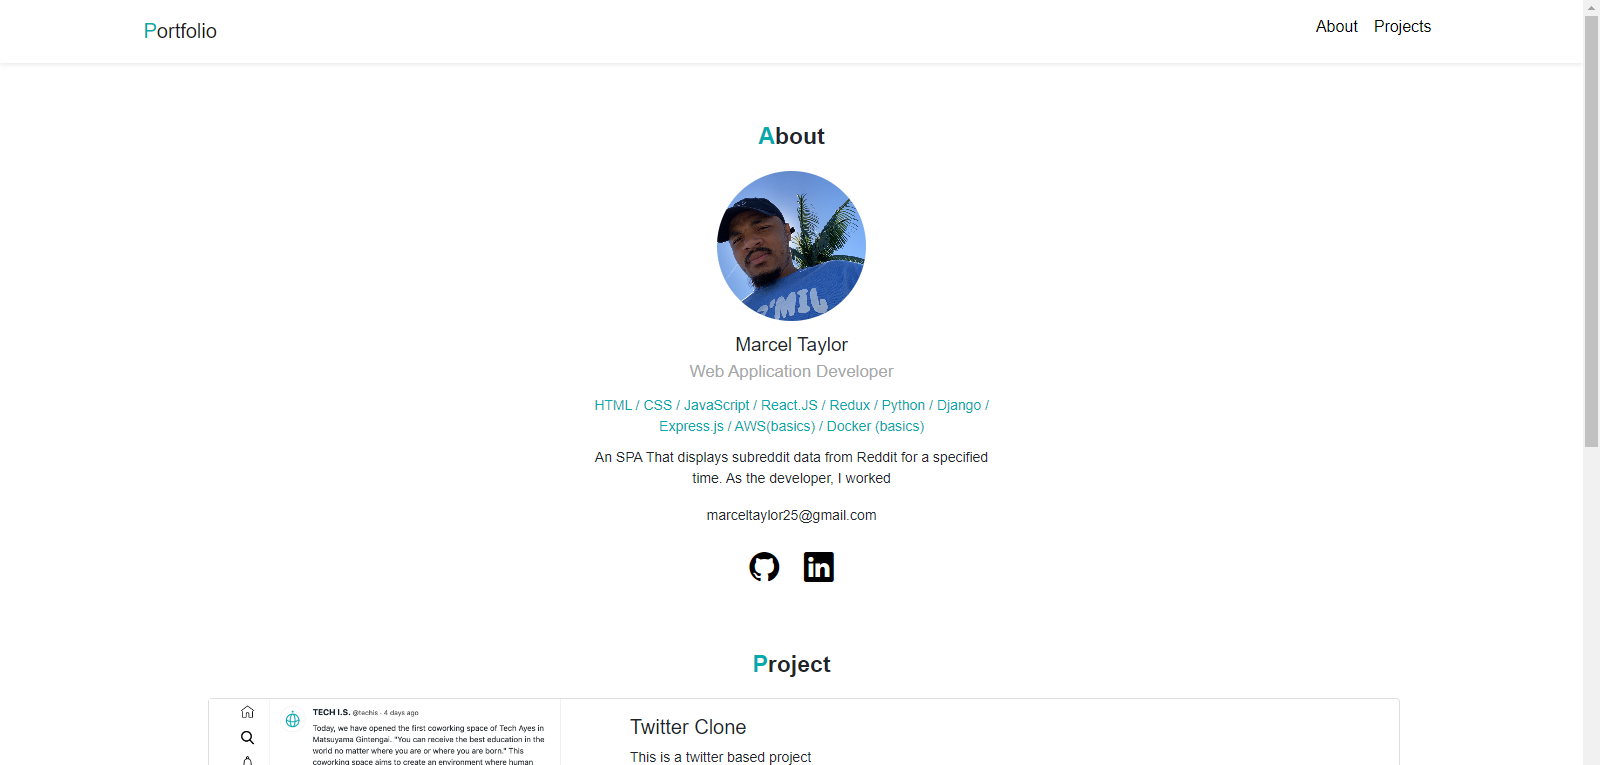 Portfolio
About Projects
About
Marcel Taylor
Web Application Developer
HTML / CSS / JavaScript / React.JS / Redux / Python / Django /
Express.js / AWS(basics) / Docker (basics)
An SPA That displays subreddit data from Reddit for a specified
time. As the developer, I worked
marceltaylor25@gmail.com
in
Project
TECH I.S. @techis · 4 days ago
Today, we have opened the first coworking space of Tech Ayes in
Matsuyama Gintengai. "You can receive the best education in the
world no matter where you are or where you are born." This
coworking space aims to create an environment where human
Twitter Clone
This is a twitter based project